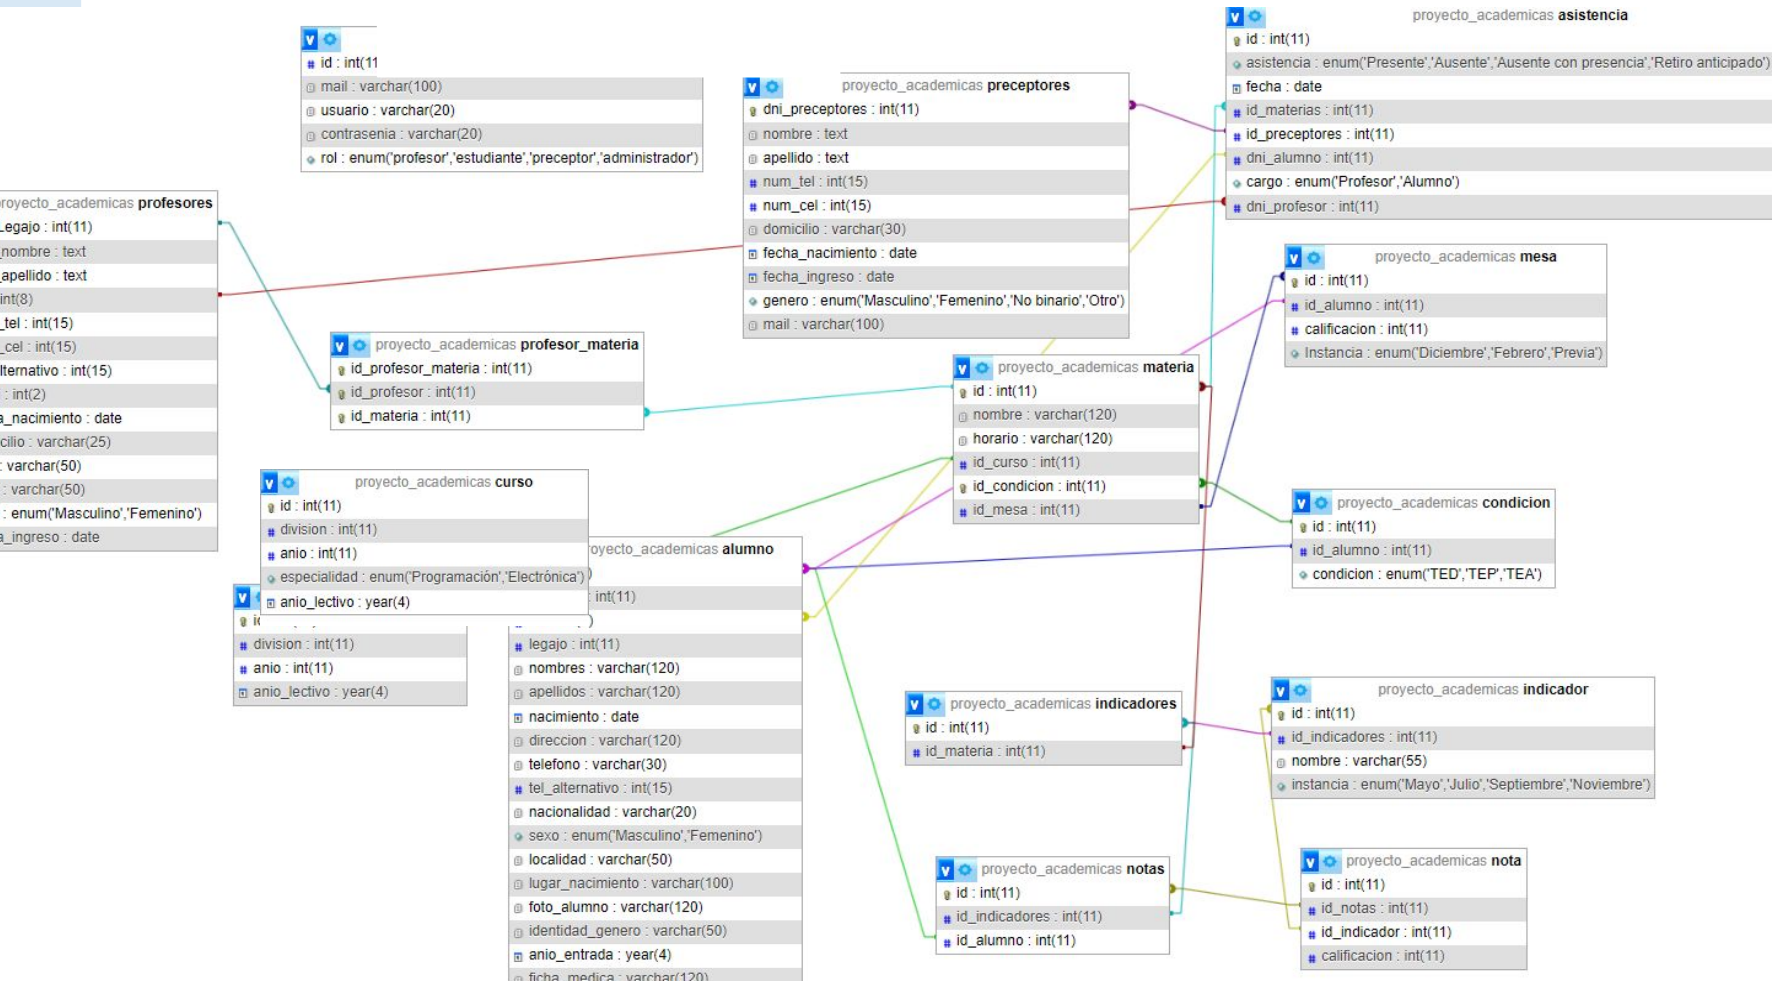 id : int(11
mail : varchar(100)
usuario : varchar(20)
contrasenia : varchar(20)
rol : enum('profesor','estudiante','preceptor','administrador')
proyecto_academicas preceptores
dni_preceptores : int(11)
nombre : text
apellido : text
num_tel : int(15)
num_cel : int(15)
domicilio : varchar(30)
fecha_nacimiento : date
fecha_ingreso : date
genero : enum('Masculino','Femenino','No binario','Otro')
mail : varchar(100)
proyecto_academicas asistencia
id : int(11)
asistencia : enum('Presente','Ausente','Ausente con presencia','Retiro anticipado')
fecha : date
id_materias : int(11)
id_preceptores : int(11)
dni_alumno : int(11)
cargo : enum('Profesor','Alumno')
dni_profesor : int(11)
royecto_academicas profesores
Legajo : int(11)
nombre : text
apellido : text
int(8)
_tel : int(15)
_cel : int(15)
lternativo : int(15)
: int(2)
a_nacimiento : date
cilio : varchar(25)
: varchar(50)
: varchar(50)
: enum('Masculino','Femenino')
a_ingreso : date
proyecto_academicas profesor_materia
id_profesor_materia : int(11)
id_profesor : int(11)
id_materia : int(11)
proyecto_academicas mesa
id : int(11)
id_alumno : int(11)
calificacion : int(11)
Instancia : enum('Diciembre','Febrero','Previa')
proyecto_academicas materia
id : int(11)
nombre : varchar(120)
horario : varchar(120)
id_curso : int(11)
id_condicion : int(11)
id_mesa : int(11)
proyecto_academicas curso
id : int(11)
division : int(11)
anio : int(11)
especialidad : enum('Programación','Electrónica')
anio_lectivo : year(4)
division : int(11)
anio : int(11)
anio_lectivo : year(4)
royecto_academicas alumno
)
: int(11)
)
legajo : int(11)
nombres : varchar(120)
apellidos : varchar(120)
nacimiento : date
direccion : varchar(120)
telefono : varchar(30)
tel_alternativo : int(15)
nacionalidad : varchar(20)
sexo : enum('Masculino','Femenino')
localidad : varchar(50)
lugar_nacimiento : varchar(100)
foto_alumno : varchar(120)
identidad_genero : varchar(50)
anio_entrada : year(4)
ficha_medica : varchar(120)
proyecto_academicas condicion
id : int(11)
id_alumno : int(11)
condicion : enum('TED','TEP','TEA')
proyecto_academicas indicadores
id : int(11)
id_materia : int(11)
proyecto_academicas indicador
id : int(11)
id_indicadores : int(11)
nombre : varchar(55)
instancia : enum('Mayo','Julio','Septiembre','Noviembre')
proyecto_academicas notas
id : int(11)
id_indicadores : int(11)
id_alumno : int(11)
proyecto_academicas nota
id : int(11)
id_notas : int(11)
id_indicador : int(11)
calificacion : int(11)